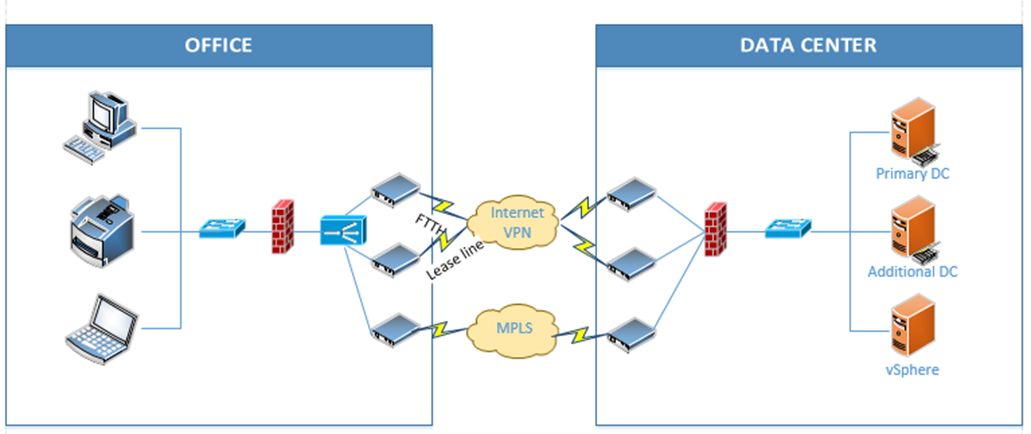 OFFICE
DATA CENTER
Primary DC
FTTH
Internet
VPN
Lease line
Additional DC
MPLS
vSphere